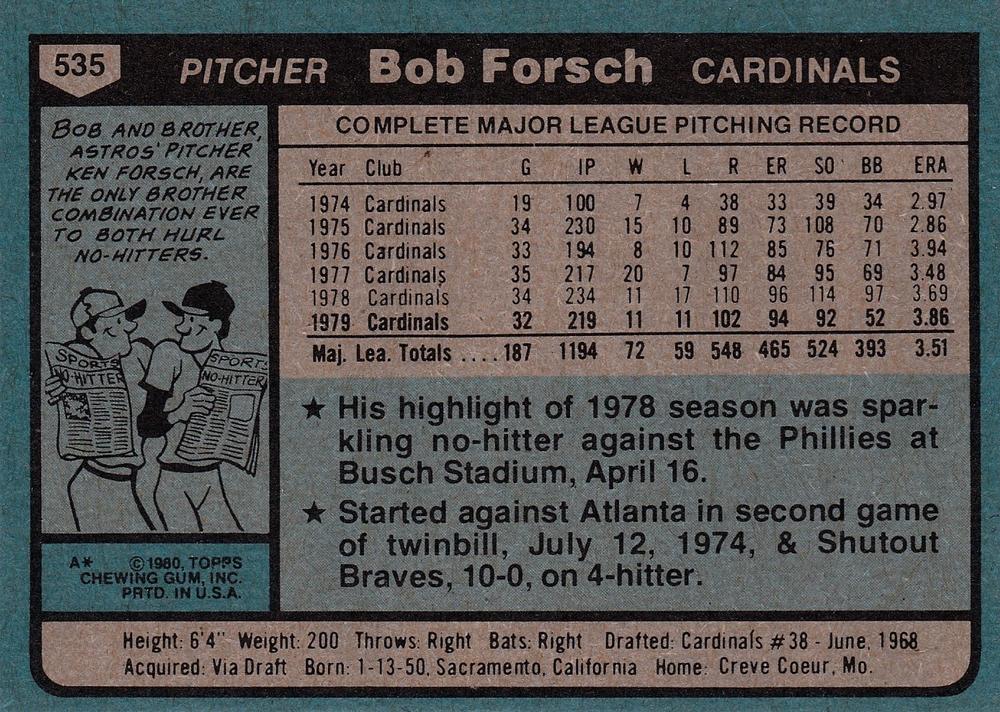 535 PITCHER Bob Forsch CARDINALS
BOB AND BROTHER,
ASTROS' PITCHER
KEN FORSCH, ARE
THE ONLY BROTHER
COMBINATION EVER
TO BOTH HURL
NO-HITTERS.
SPORTS
NO-HITTER
SPORTS
NO-HITTER
A* ©1980, TOPPS
CHEWING GUM, INC.
PRTD. IN U.S.A.
COMPLETE MAJOR LEAGUE PITCHING RECORD
Year Club G IP W L R ER SO BB ERA
1974 Cardinals 19 100 7 4 38 33 39 34 2.97
1975 Cardinals 34 230 15 10 89 73 108 70 2.86
1976 Cardinals 33 194 8 10 112 85 76 71 3.94
1977 Cardinals 35 217 20 7 97 84 95 69 3.48
1978 Cardinals 34 234 11 17 110 96 114 97 3.69
1979 Cardinals 32 219 11 11 102 94 92 52 3.86
Maj. Lea. Totals ....187 1194 72 59 548 465 524 393 3.51
★ His highlight of 1978 season was spar-
kling no-hitter against the Phillies at
Busch Stadium, April 16.
★ Started against Atlanta in second game
of twinbill, July 12, 1974, & Shutout
Braves, 10-0, on 4-hitter.
Height: 6'4" Weight: 200 Throws: Right Bats: Right Drafted: Cardinals #38 - June, 1968
Acquired: Via Draft Born: 1-13-50, Sacramento, California Home: Creve Coeur, Mo.